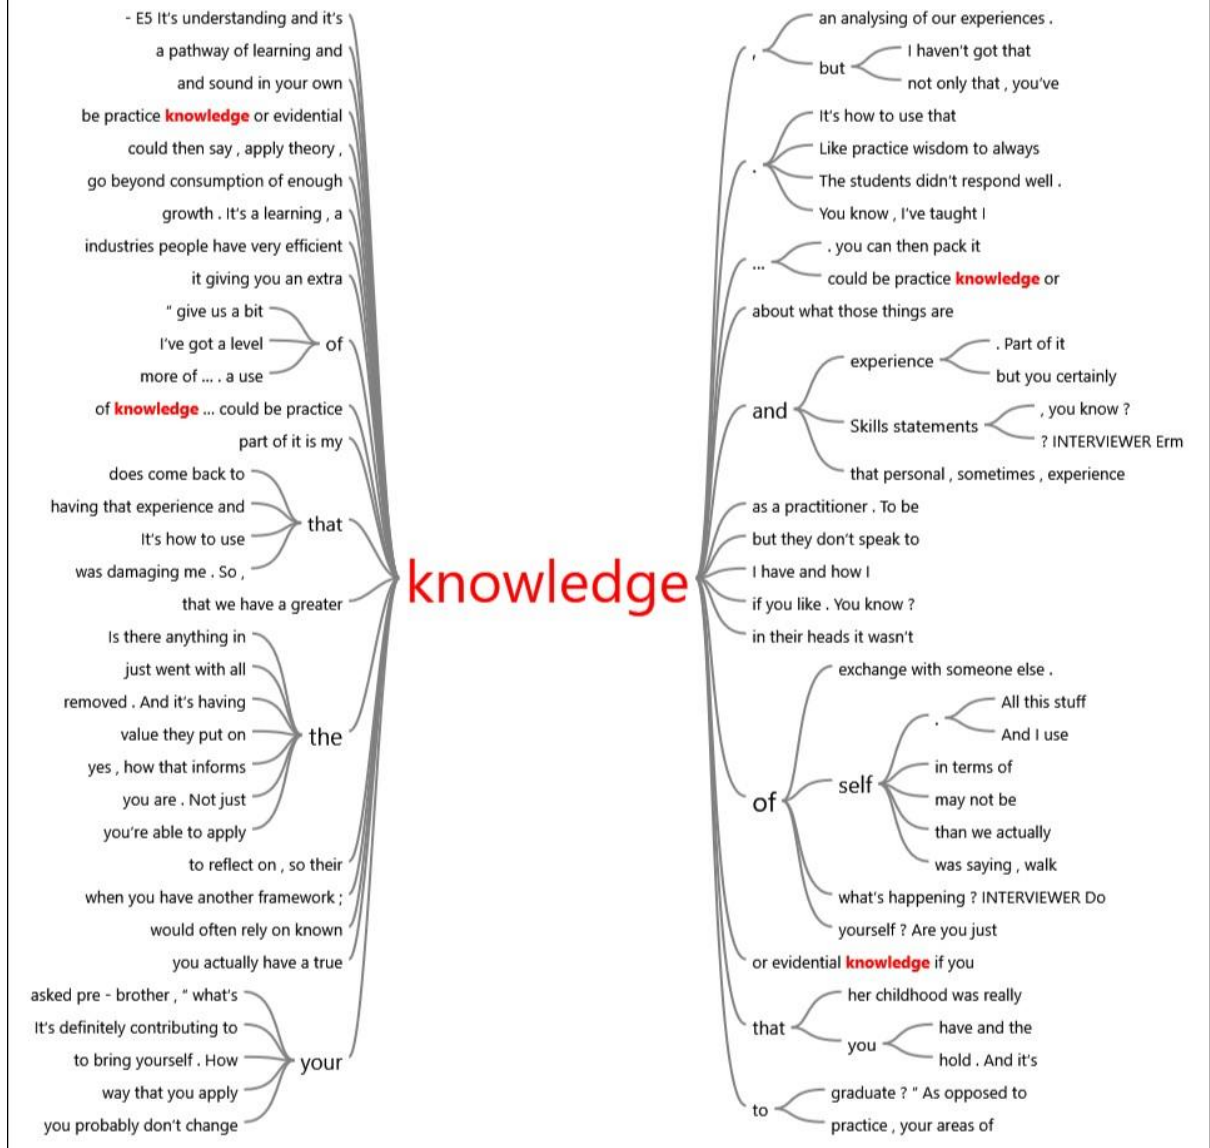 - E5 It's understanding and it's
a pathway of learning and
and sound in your own
be practice knowledge or evidential
could then say , apply theory ,
go beyond consumption of enough
growth . It's a learning , a
industries people have very efficient
it giving you an extra
" give us a bit
I've got a level
of
more of ... . a use
of knowledge ... could be practice
part of it is my
does come back to
having that experience and
that
It's how to use
was damaging me . So ,
that we have a greater
Is there anything in
just went with all
removed . And it's having
value they put on
the
yes , how that informs
you are . Not just
you're able to apply
to reflect on , so their
when you have another framework ;
would often rely on known
you actually have a true
asked pre - brother , " what's
It's definitely contributing to
to bring yourself . How
your
way that you apply
you probably don't change
knowledge
,
an analysing of our experiences .
but
I haven't got that
not only that , you've
.
It's how to use that
Like practice wisdom to always
The students didn't respond well .
You know , I've taught I
...
. you can then pack it
could be practice knowledge or
about what those things are
and
experience
. Part of it
but you certainly
Skills statements
, you know ?
? INTERVIEWER Erm
that personal , sometimes , experience
as a practitioner . To be
but they don't speak to
I have and how I
if you like . You know ?
in their heads it wasn't
of
exchange with someone else .
self
.
All this stuff
And I use
in terms of
may not be
than we actually
was saying , walk
what's happening ? INTERVIEWER Do
yourself ? Are you just
or evidential knowledge if you
that
her childhood was really
you
have and the
hold . And it's
to
graduate ? " As opposed to
practice , your areas of